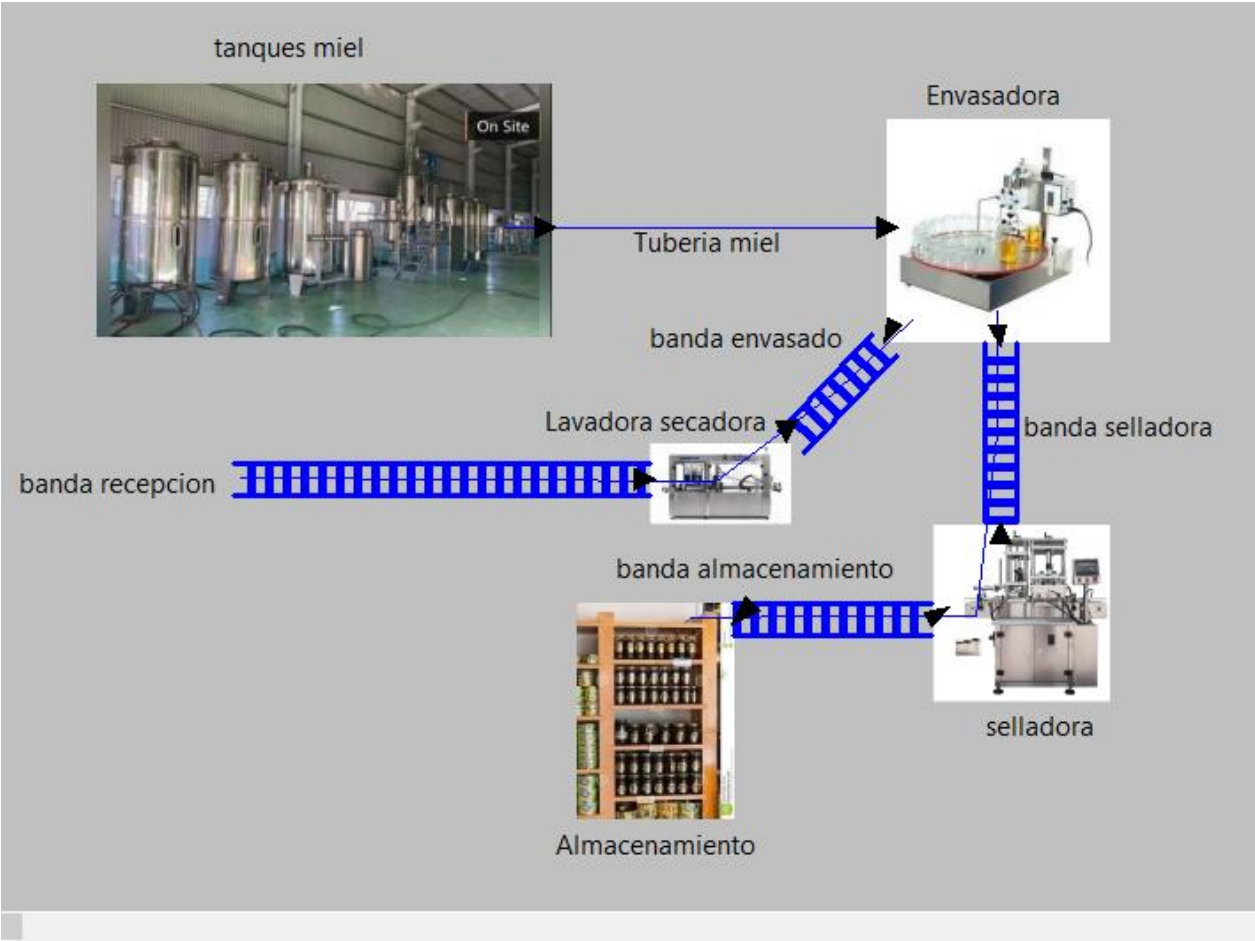 tanques miel
Envasadora
On Site
Tuberia miel
banda envasado
Lavadora secadora
banda selladora
banda recepcion
banda almacenamiento
selladora
Almacenamiento